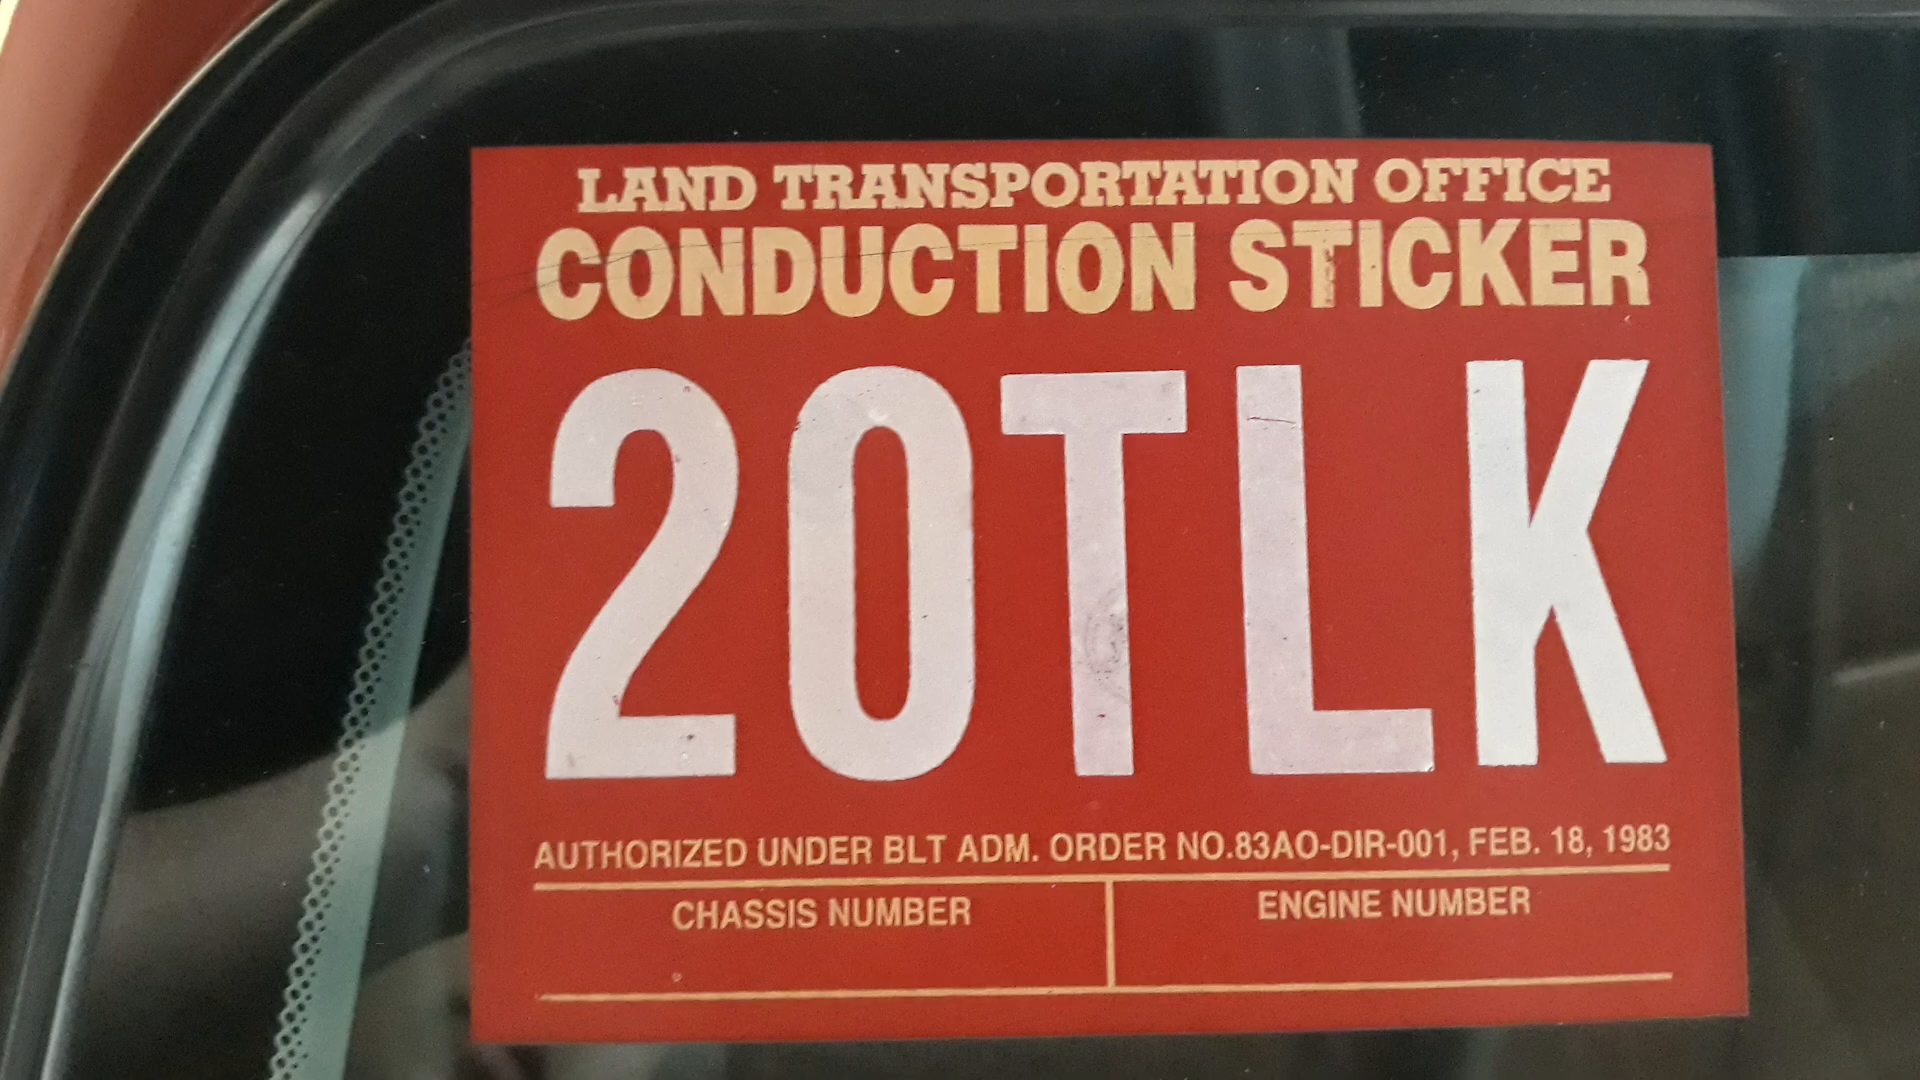 LAND TRANSPORTATION OFFICE
CONDUCTION STICKER
20TLK
AUTHORIZED UNDER BLT ADM. ORDER NO.83AO-DIR-001, FEB. 18, 1983
CHASSIS NUMBER
ENGINE NUMBER